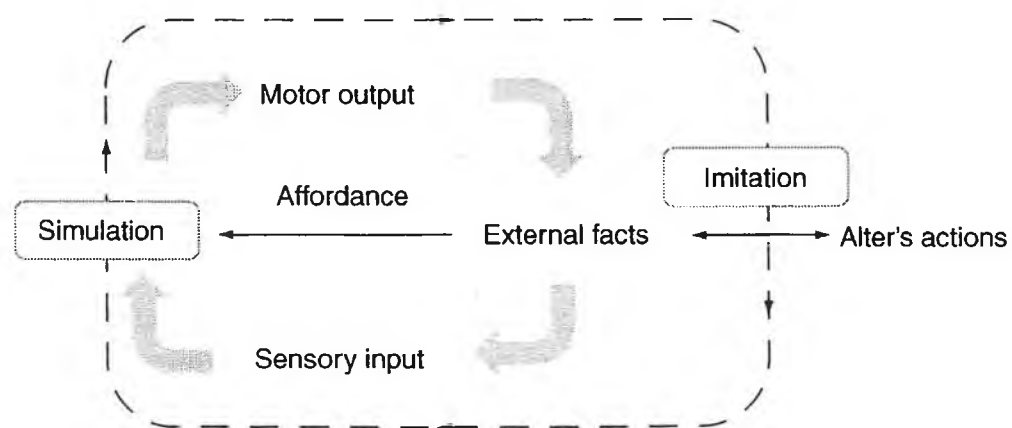 Motor output
Imitation
Affordance
Simulation
External facts
Alter's actions
Sensory input